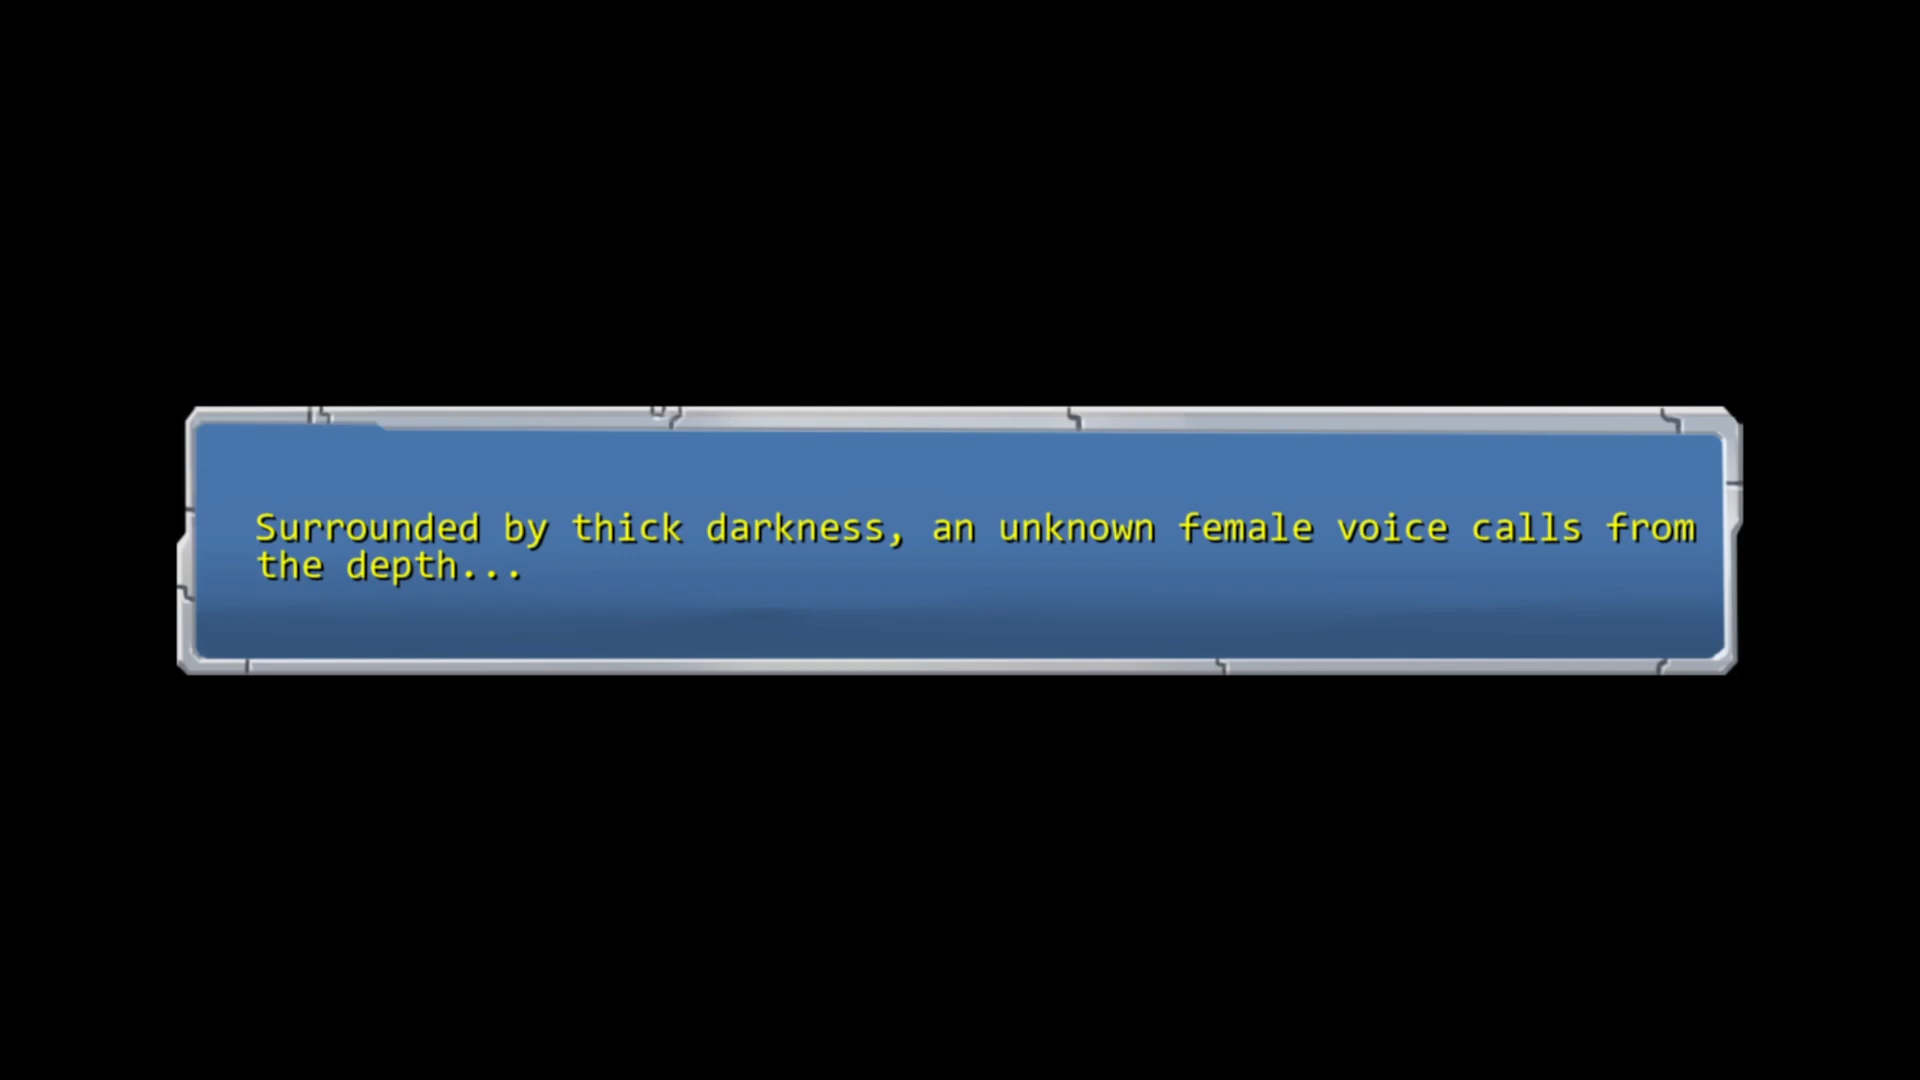 Surrounded by thick darkness, an unknown female voice calls from
the depth...